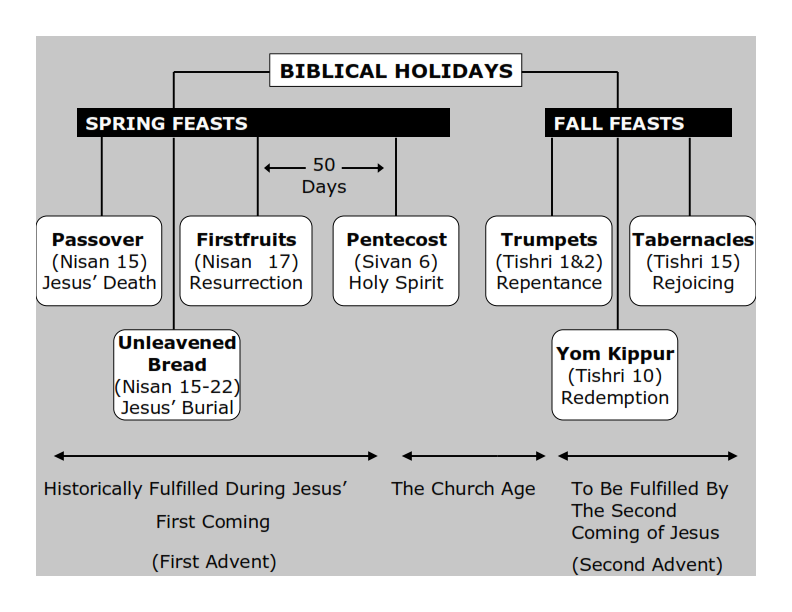 BIBLICAL HOLIDAYS
SPRING FEASTS
FALL FEASTS
50
Days
Passover
(Nisan 15)
Jesus’ Death
Firstfruits
(Nisan 17)
Resurrection
Pentecost
(Sivan 6)
Holy Spirit
Trumpets
(Tishri 1&2)
Repentance
Tabernacles
(Tishri 15)
Rejoicing
Unleavened
Bread
(Nisan 15-22)
Jesus’ Burial
Yom Kippur
(Tishri 10)
Redemption
Historically Fulfilled During Jesus’
First Coming
(First Advent)
The Church Age
To Be Fulfilled By
The Second
Coming of Jesus
(Second Advent)